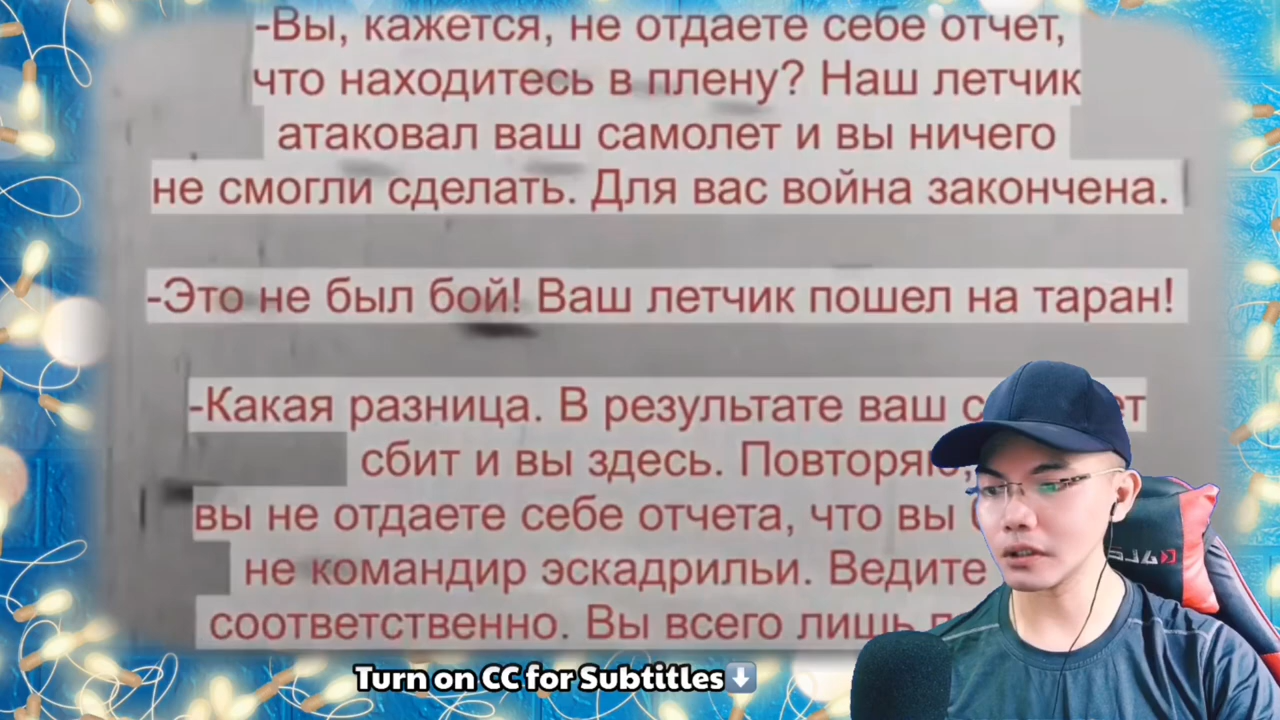 -Вы, кажется, не отдаете себе отчет,
что находитесь в плену? Наш летчик
атаковал ваш самолет и вы ничего
не смогли сделать. Для вас война закончена.
-Это не был бой! Ваш летчик пошел на таран!
-Какая разница. В результате ваш
сбит и вы здесь. Повторяю,
вы не отдаете себе отчета, что вы
не командир эскадрильи. Ведите
соответственно. Вы всего лишь
Turn on CC for Subtitles⬇️